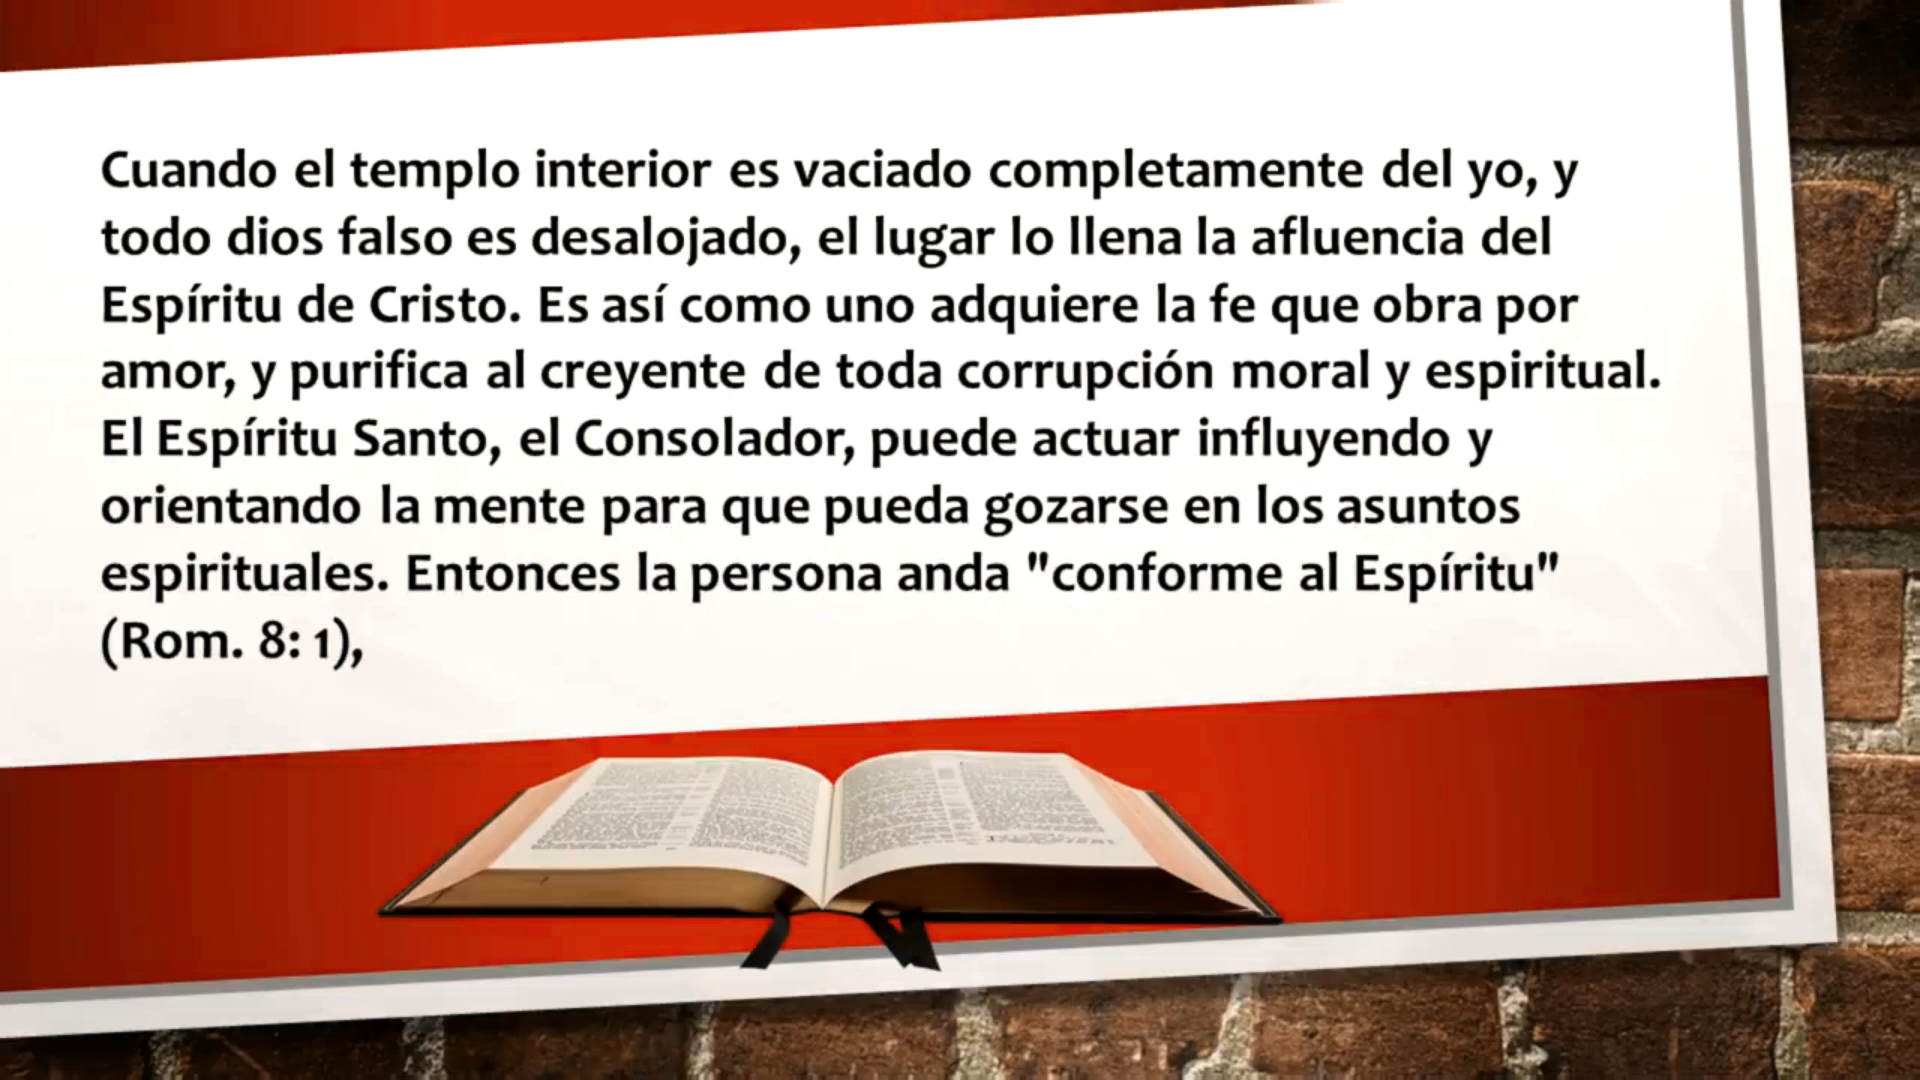 Cuando el templo interior es vaciado completamente del yo, y
todo dios falso es desalojado, el lugar lo llena la afluencia del
Espíritu de Cristo. Es así como uno adquiere la fe que obra por
amor, y purifica al creyente de toda corrupción moral y espiritual.
El Espíritu Santo, el Consolador, puede actuar influyendo y
orientando la mente para que pueda gozarse en los asuntos
espirituales. Entonces la persona anda "conforme al Espíritu"
(Rom. 8: 1),